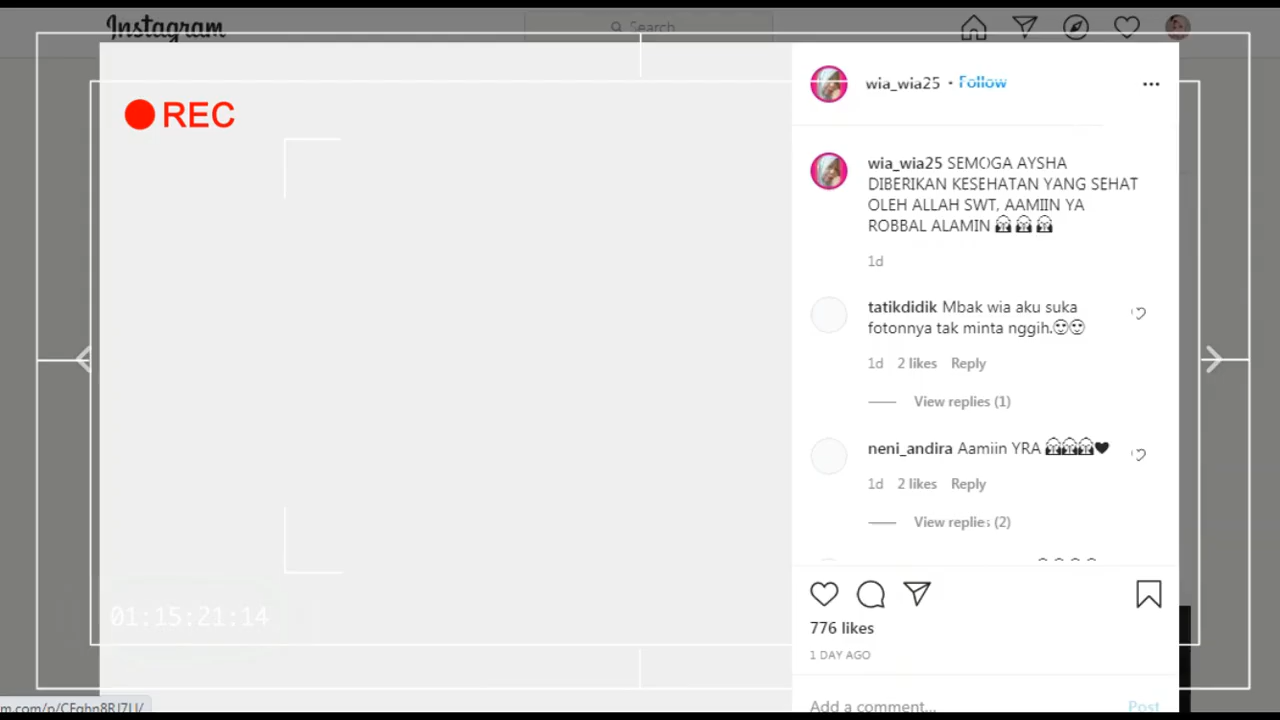 Instagram
Search
REC
wia_wia25 • Follow
wia_wia25 SEMOGA AYSHA
DIBERIKAN KESEHATAN YANG SEHAT
OLEH ALLAH SWT, AAMIIN YA
ROBBAL ALAMIN
1d
tatikdidik Mbak wia aku suka
fotonnya tak minta nggih.
1d 2 likes Reply
View replies (1)
neni_andira Aamiin YRA
1d 2 likes Reply
View replies (2)
776 likes
1 DAY AGO
Add a comment...
Post
01:15:21:14